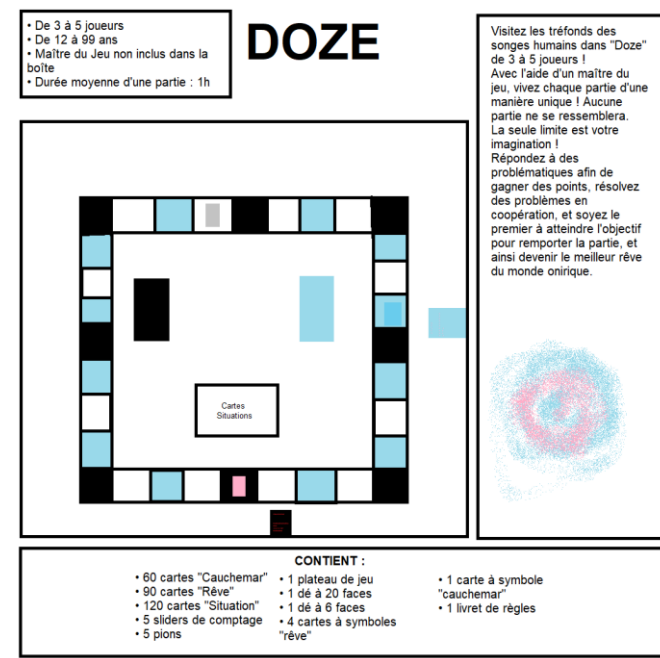 • De 3 à 5 joueurs
• De 12 à 99 ans
• Maître du Jeu non inclus dans la
boîte
• Durée moyenne d'une partie : 1h
DOZE
Visitez les tréfonds des
songes humains dans "Doze"
de 3 à 5 joueurs !
Avec l'aide d'un maître du
jeu, vivez chaque partie d'une
manière unique ! Aucune
partie ne se ressemblera.
La seule limite est votre
imagination !
Répondez à des
problématiques afin de
gagner des points, résolvez
des problèmes en
coopération, et soyez le
premier à atteindre l'objectif
pour remporter la partie, et
ainsi devenir le meilleur rêve
du monde onirique.
Cartes
Situations
CONTIENT :
• 60 cartes "Cauchemar"
• 90 cartes "Rêve"
• 120 cartes "Situation"
• 5 sliders de comptage
• 5 pions
• 1 plateau de jeu
• 1 dé à 20 faces
• 1 dé à 6 faces
• 4 cartes à symboles
"rêve"
• 1 carte à symbole
"cauchemar"
• 1 livret de règles